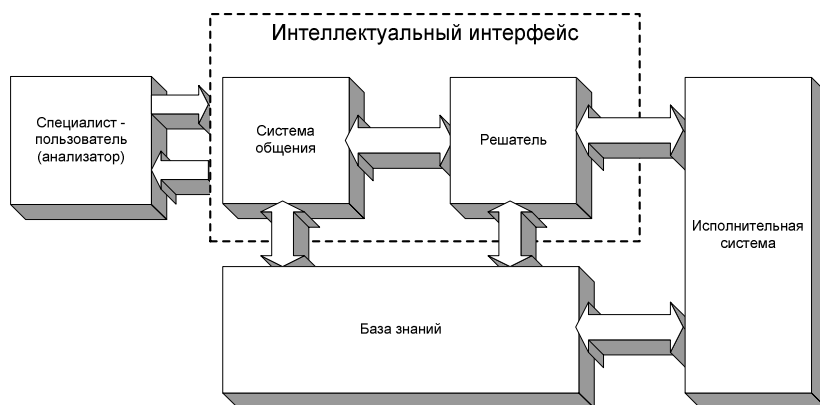 Интеллектуальный интерфейс
Специалист -
пользователь
(анализатор)
Система
общения
Решатель
Исполнительная
система
База знаний